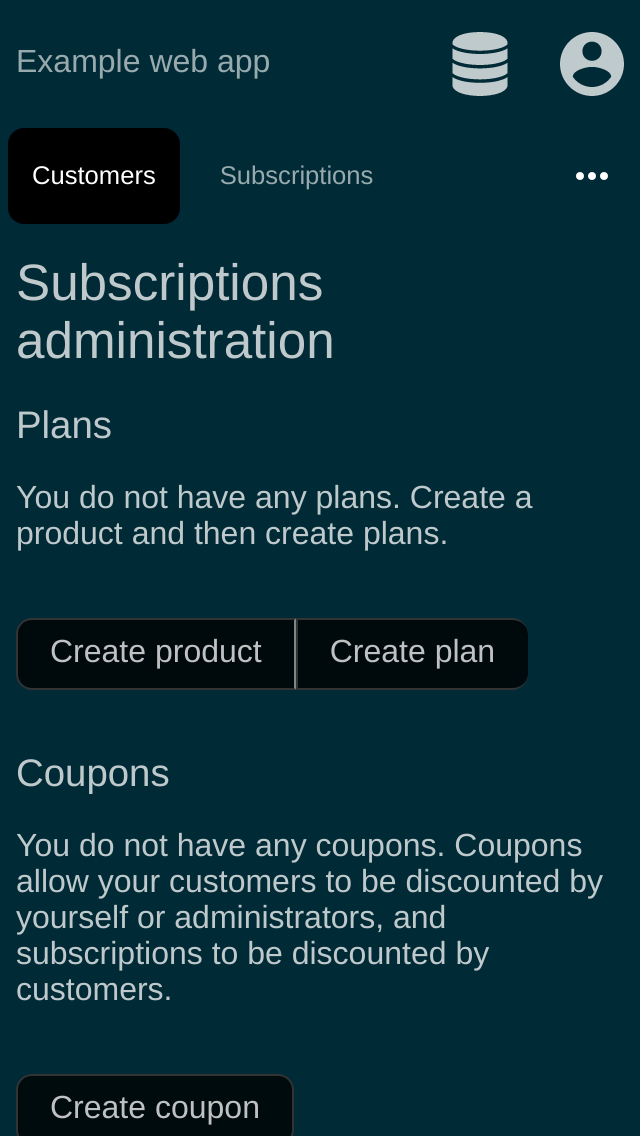 Example web app
Customers
Subscriptions
Subscriptions
administration
Plans
You do not have any plans. Create a
product and then create plans.
Create product
Create plan
Coupons
You do not have any coupons. Coupons
allow your customers to be discounted by
yourself or administrators, and
subscriptions to be discounted by
customers.
Create coupon